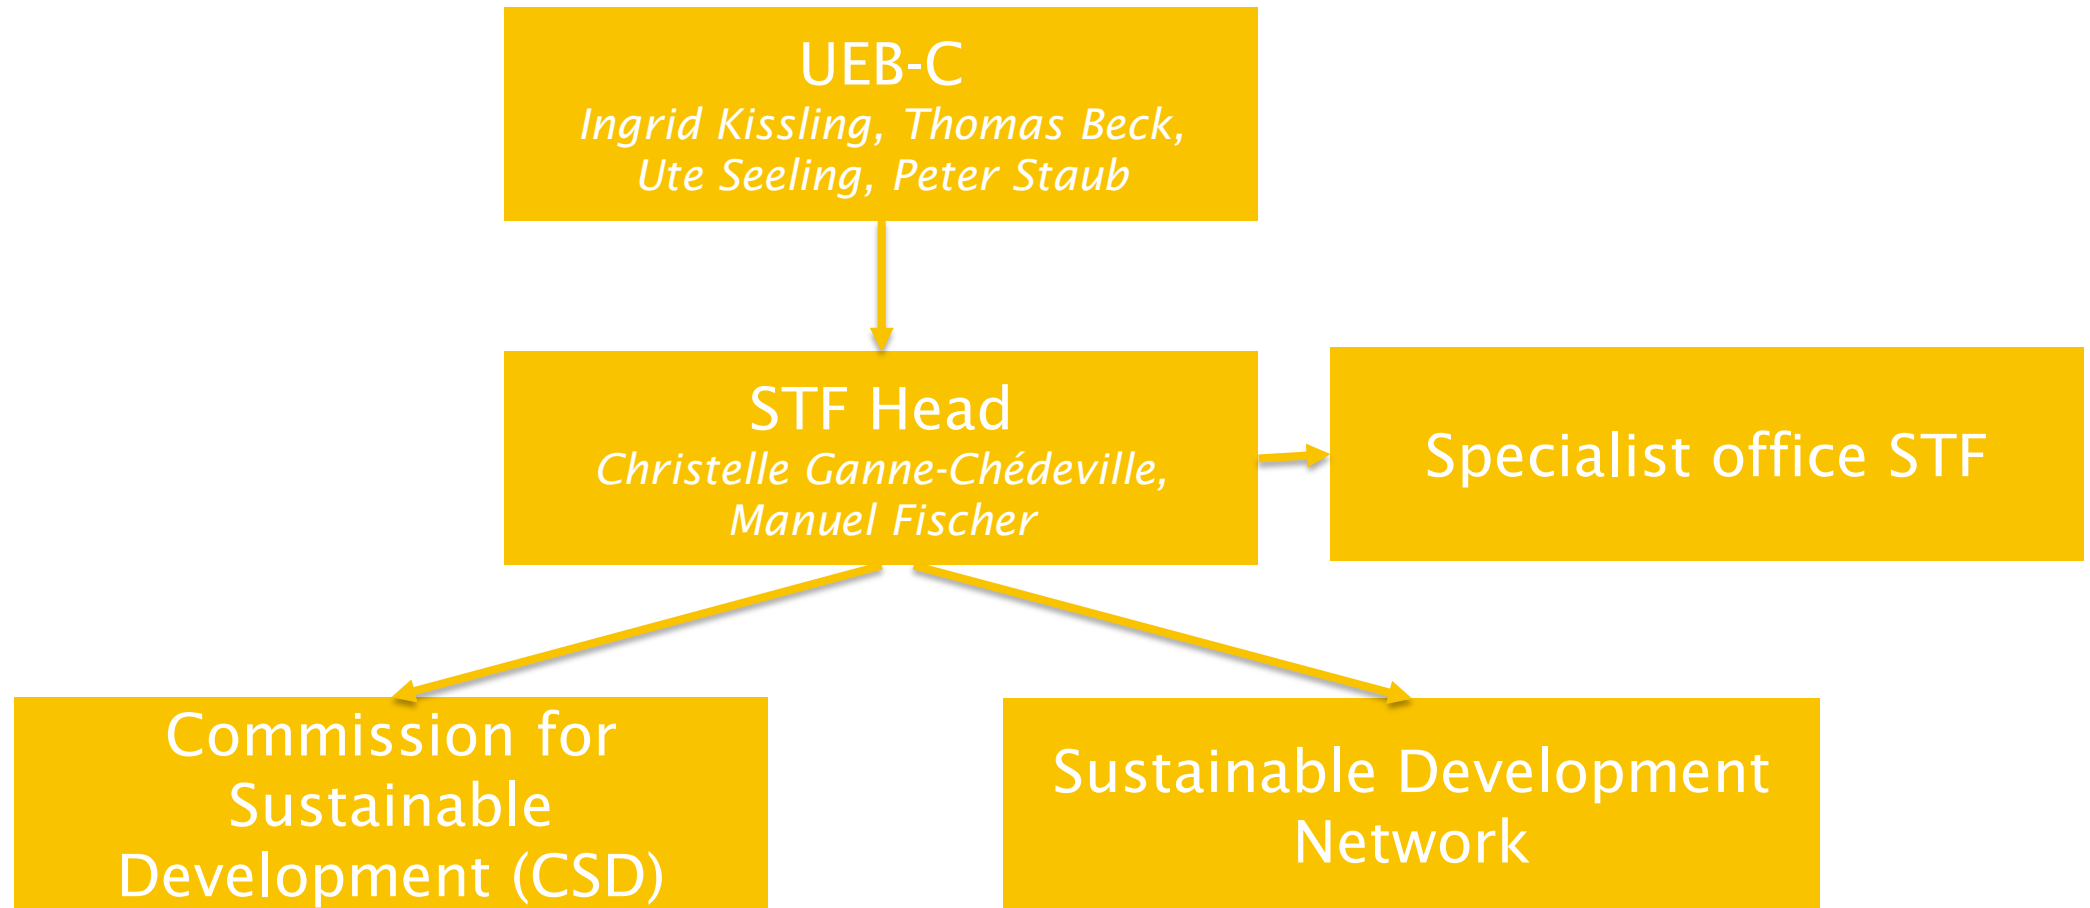 UEB-C
Ingrid Kissling, Thomas Beck,
Ute Seeling, Peter Staub
STF Head
Christelle Ganne-Chédeville,
Manuel Fischer
Specialist office STF
Commission for
Sustainable
Development (CSD)
Sustainable Development
Network